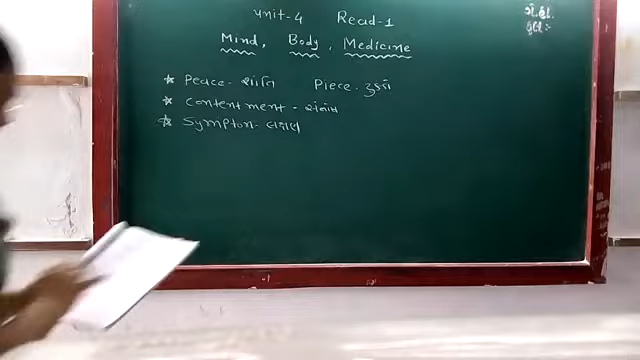 Unit-4 Read-1
Mind, Body, Medicine
* Peace - શાંતિ Piece - ટુકડો
* Contentment - સંતોષ
* Symptom - લક્ષણ